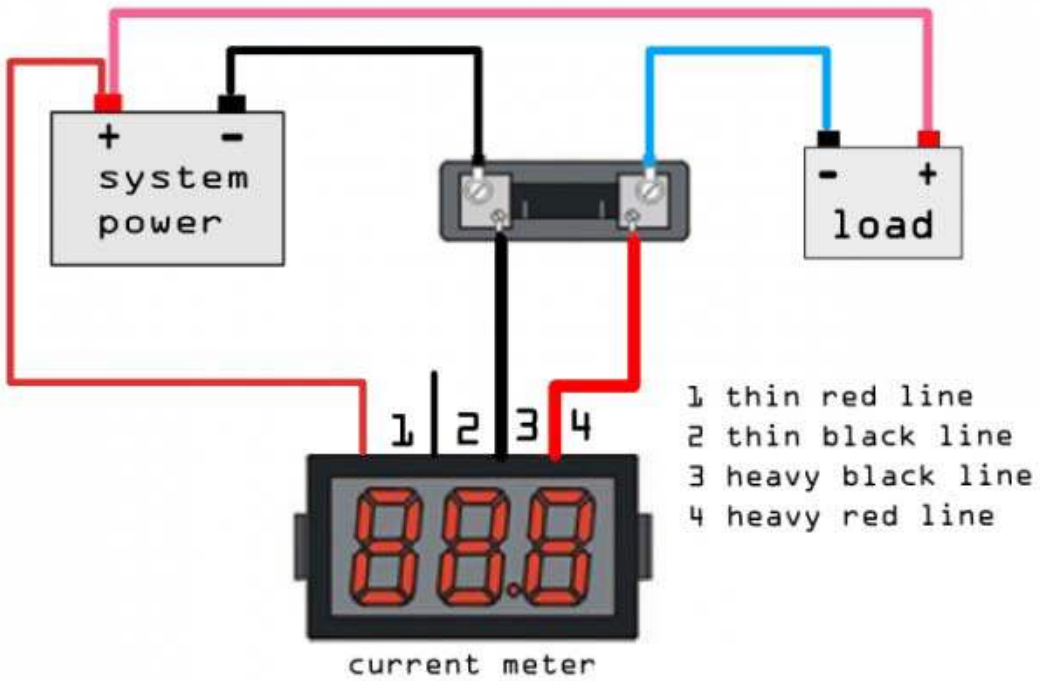 + -
system
power
- +
load
1 2 3 4
1 thin red line
2 thin black line
3 heavy black line
4 heavy red line
88.8
current meter